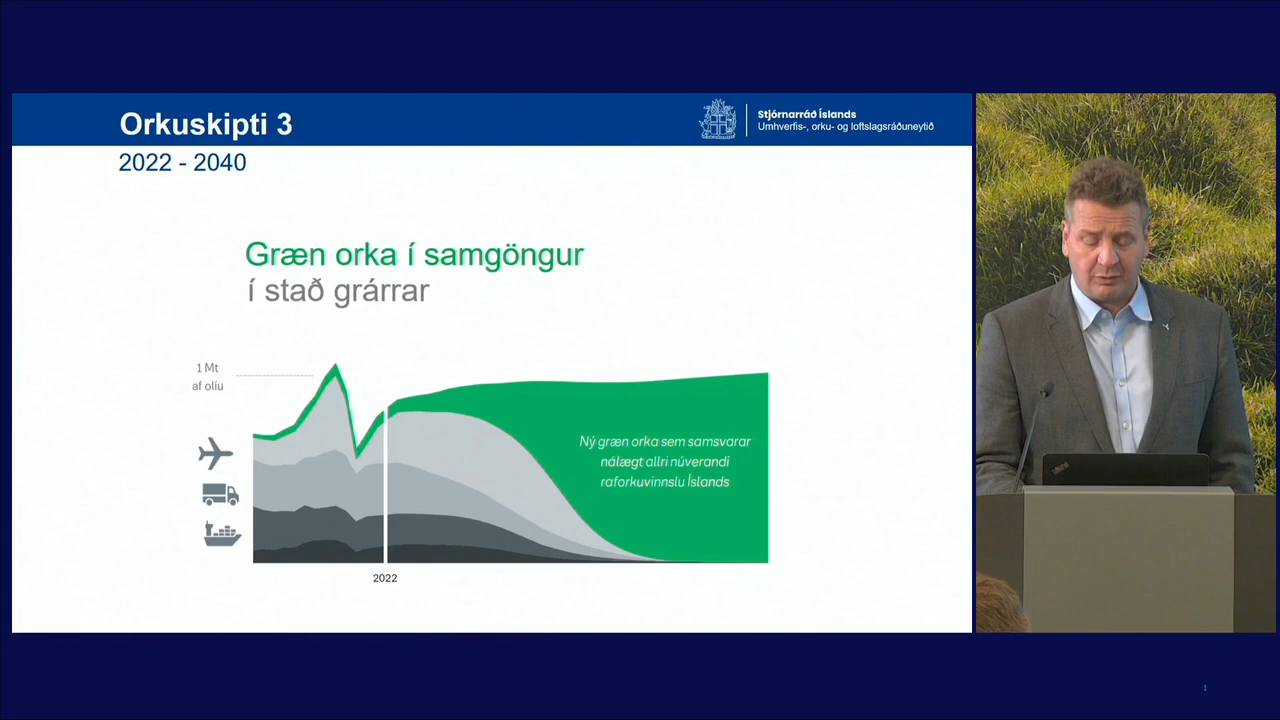 Orkuskipti 3
Stjórnarráð Íslands
Umhverfis-, orku- og loftslagsráðuneytið
2022 - 2040
Græn orka í samgöngur
í stað grárrar
1 Mt
af olíu
Ný græn orka sem samsvarar
nálægt allri núverandi
raforkuvinnslu Íslands
2022
1